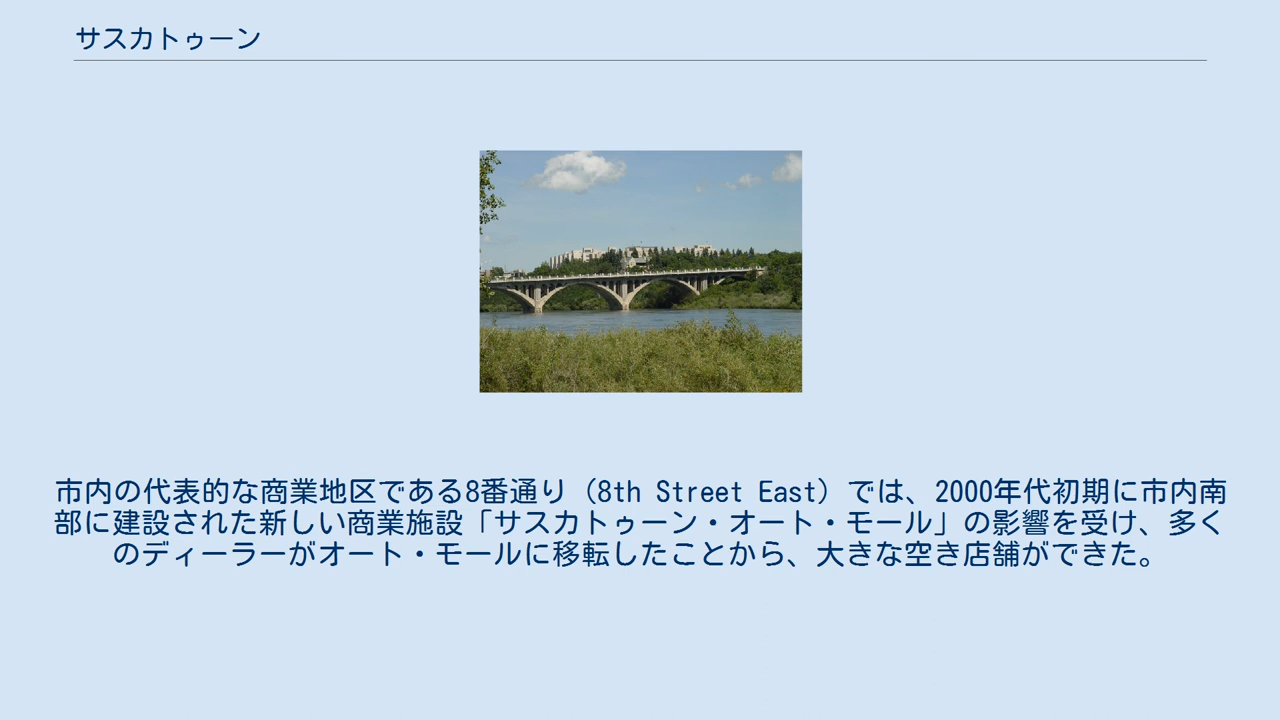 サスカトゥーン
市内の代表的な商業地区である8番通り（8th Street East）では、2000年代初期に市内南
部に建設された新しい商業施設「サスカトゥーン・オート・モール」の影響を受け、多く
のディーラーがオート・モールに移転したことから、大きな空き店舗ができた。